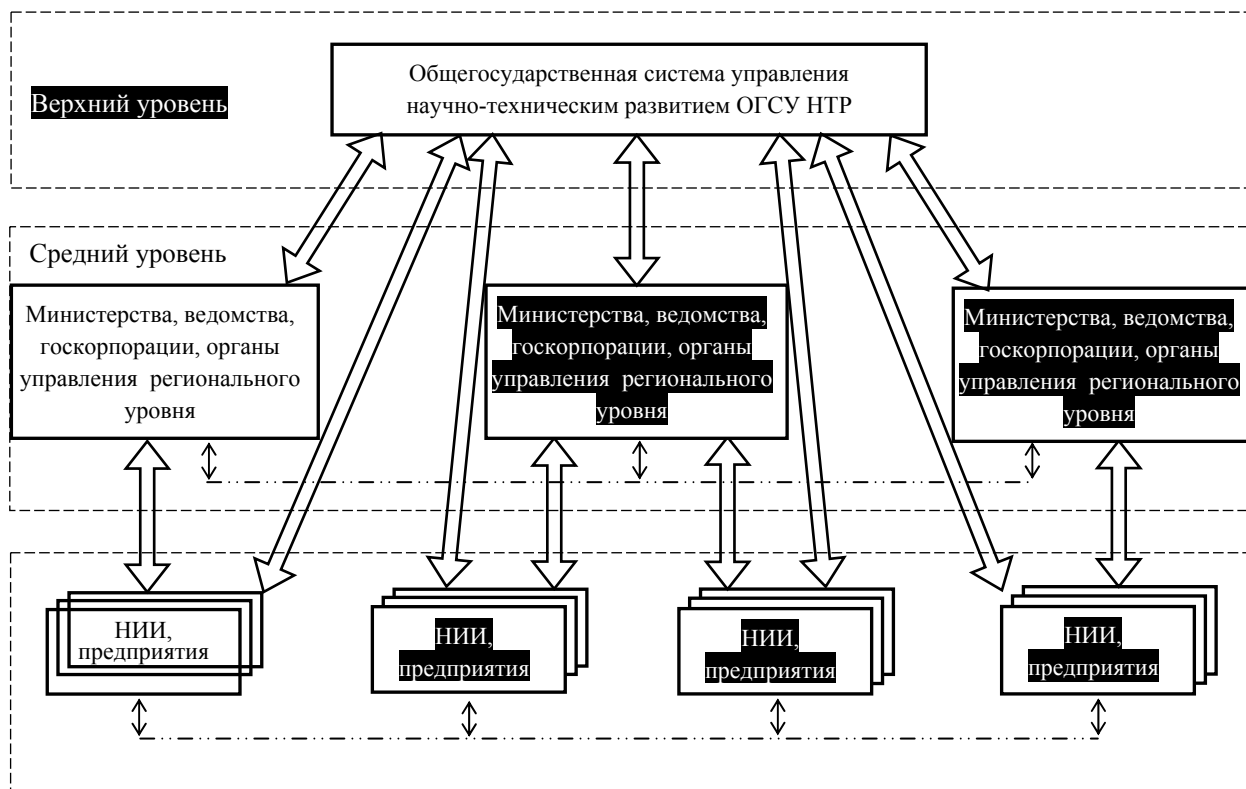 Общегосударственная система управления
научно-техническим развитием ОГСУ НТР
Верхний уровень
Средний уровень
Министерства, ведомства,
госкорпорации, органы
управления регионального
уровня
Министерства, ведомства,
госкорпорации, органы
управления регионального
уровня
Министерства, ведомства,
госкорпорации, органы
управления регионального
уровня
НИИ,
предприятия
НИИ,
предприятия
НИИ,
предприятия
НИИ,
предприятия